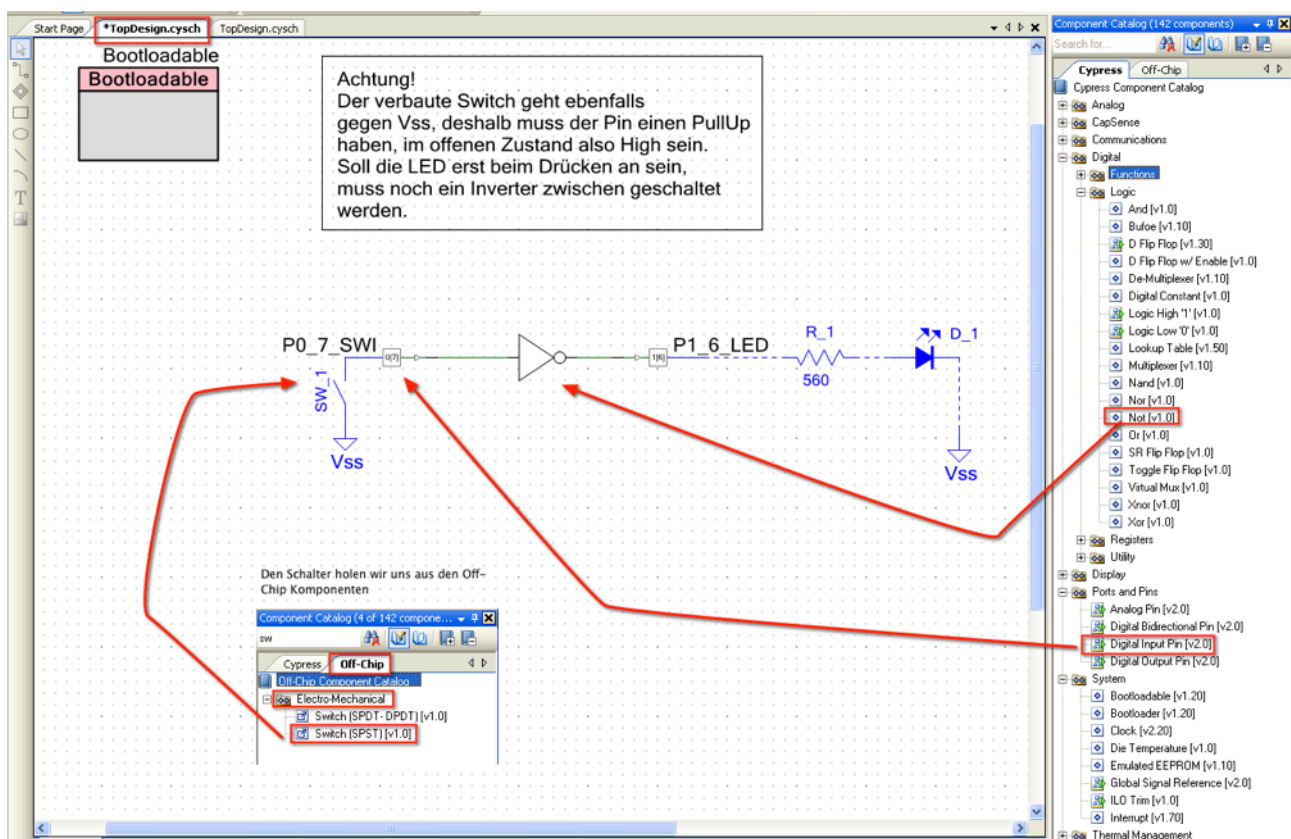 Start Page
*TopDesign.cysch
TopDesign.cysch
Bootloadable
Bootloadable
Achtung!
Der verbaute Switch geht ebenfalls
gegen Vss, deshalb muss der Pin einen PullUp
haben, im offenen Zustand also High sein.
Soll die LED erst beim Drücken an sein,
muss noch ein Inverter zwischen geschaltet
werden.
P0_7_SWI
0[7]
SW_1
Vss
1[6]
P1_6_LED
R_1
560
D_1
Vss
Den Schalter holen wir uns aus den Off-
Chip Komponenten
Component Catalog (4 of 142 compone...
sw
Cypress
Off-Chip
Off-Chip Component Catalog
Electro-Mechanical
Switch (SPDT- DPDT) [v1.0]
Switch (SPST) [v1.0]
Component Catalog (142 components)
Search for...
Cypress
Off-Chip
Cypress Component Catalog
Analog
CapSense
Communications
Digital
Functions
Logic
And [v1.0]
Bufoe [v1.10]
D Flip Flop [v1.30]
D Flip Flop w/ Enable [v1.0]
De-Multiplexer [v1.10]
Digital Constant [v1.0]
Logic High '1' [v1.0]
Logic Low '0' [v1.0]
Lookup Table [v1.50]
Multiplexer [v1.10]
Nand [v1.0]
Nor [v1.0]
Not [v1.0]
Or [v1.0]
SR Flip Flop [v1.0]
Toggle Flip Flop [v1.0]
Virtual Mux [v1.0]
Xnor [v1.0]
Xor [v1.0]
Registers
Utility
Display
Ports and Pins
Analog Pin [v2.0]
Digital Bidirectional Pin [v2.0]
Digital Input Pin [v2.0]
Digital Output Pin [v2.0]
System
Bootloadable [v1.20]
Bootloader [v1.20]
Clock [v2.20]
Die Temperature [v1.0]
Emulated EEPROM [v1.10]
Global Signal Reference [v2.0]
ILO Trim [v1.0]
Interrupt [v1.70]
Thermal Management